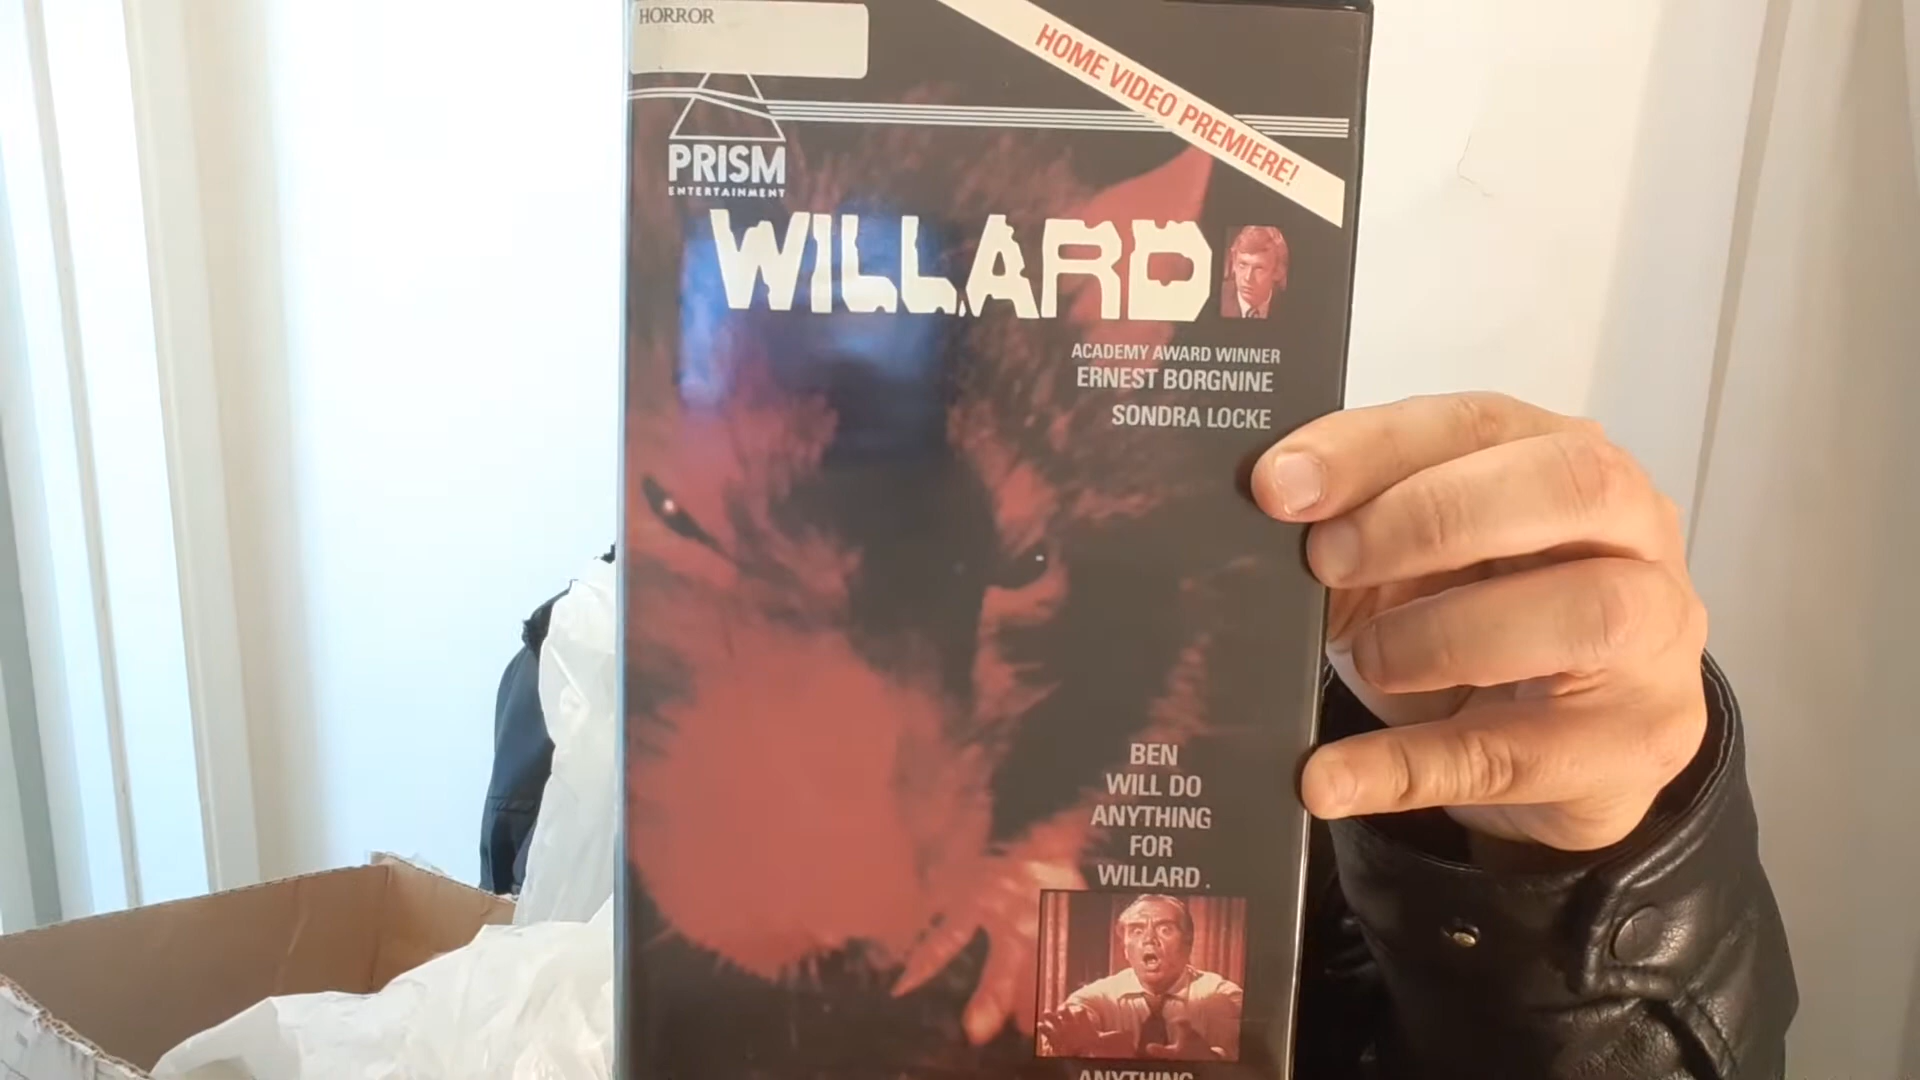 HORROR
HOME VIDEO PREMIERE!
PRISM
ENTERTAINMENT
WILLARD
ACADEMY AWARD WINNER
ERNEST BORGNINE
SONDRA LOCKE
BEN
WILL DO
ANYTHING
FOR
WILLARD.
ANYTHING